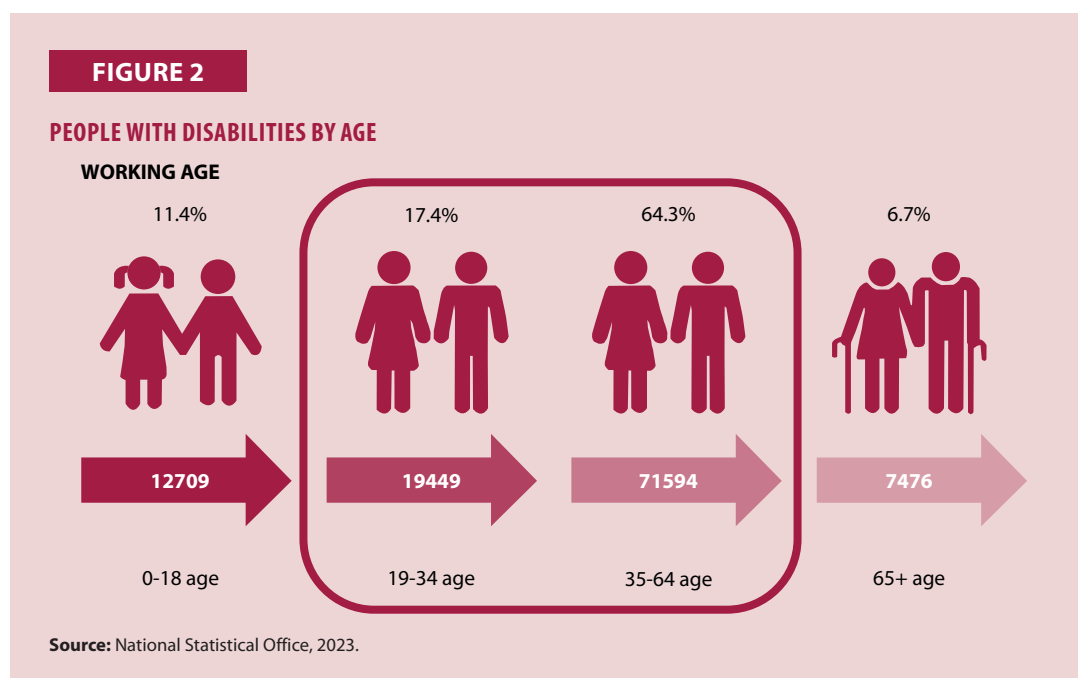 FIGURE 2
PEOPLE WITH DISABILITIES BY AGE
WORKING AGE
11.4% 17.4% 64.3% 6.7%
12709 19449 71594 7476
0-18 age 19-34 age 35-64 age 65+ age
Source: National Statistical Office, 2023.